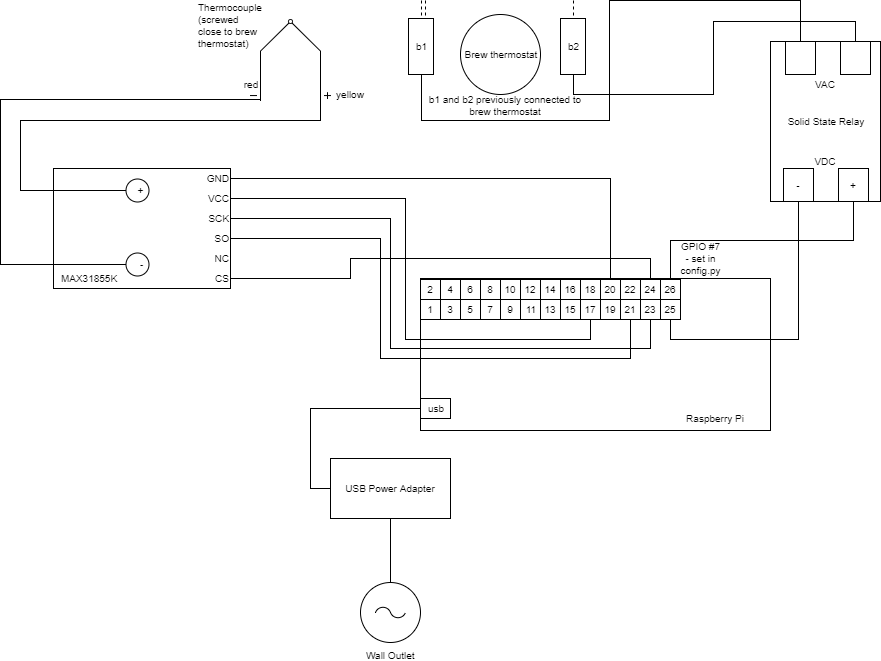 Thermocouple
(screwed
close to brew
thermostat)
b1
Brew thermostat
b2
red
−
+ yellow
b1 and b2 previously connected to
brew thermostat
VAC
Solid State Relay
VDC
- +
GND
VCC
SCK
SO
NC
CS
+
-
MAX31855K
GPIO #7
- set in
config.py
2 4 6 8 10 12 14 16 18 20 22 24 26
1 3 5 7 9 11 13 15 17 19 21 23 25
usb
Raspberry Pi
USB Power Adapter
Wall Outlet